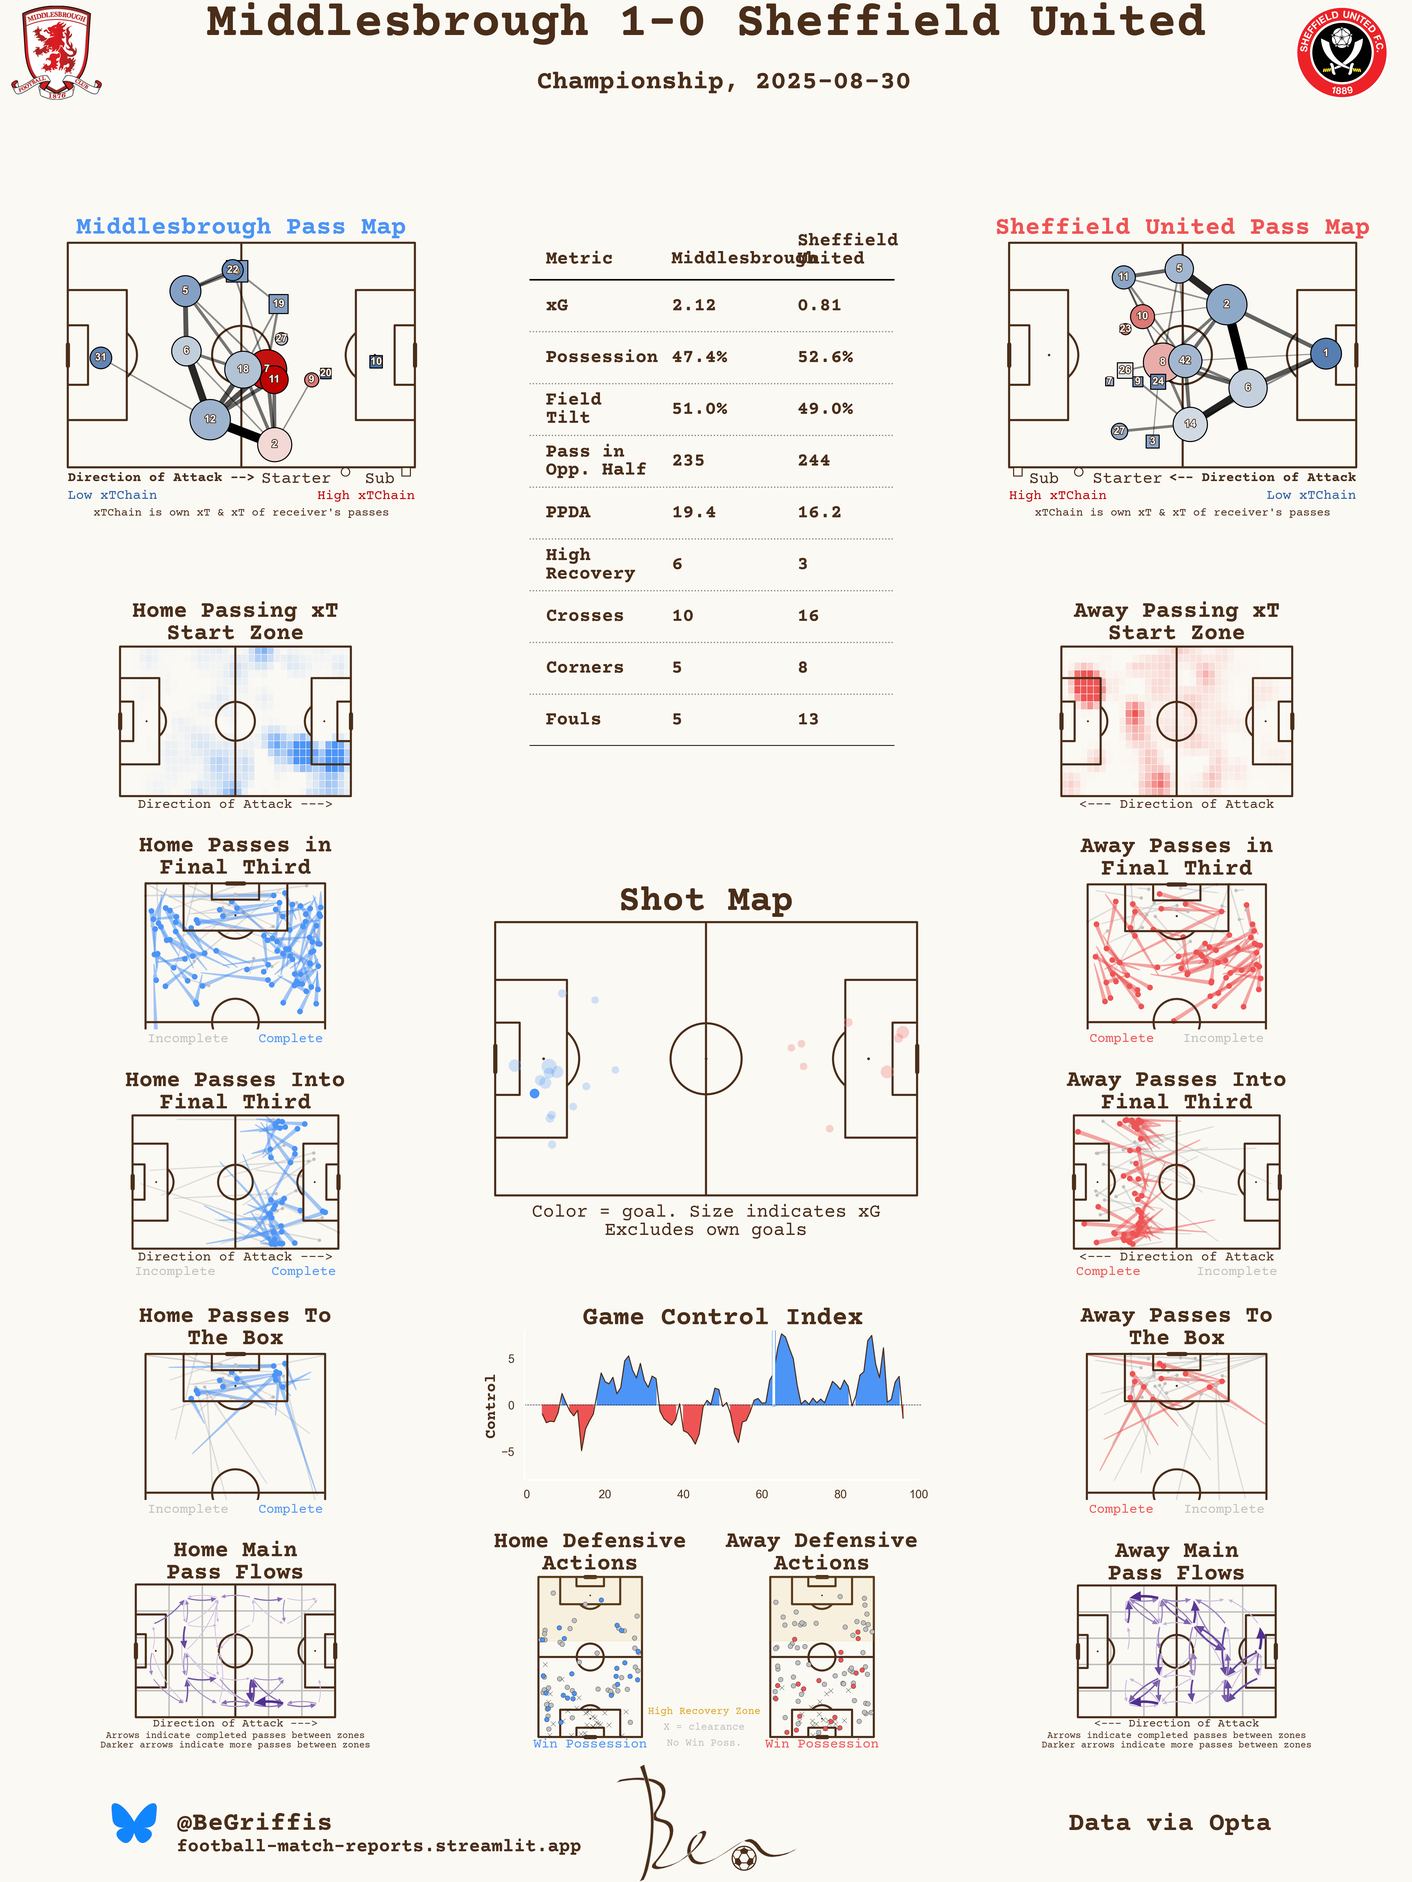 Middlesbrough 1-0 Sheffield United
Championship, 2025-08-30
MIDDLESBROUGH
FOOTBALL CLUB
1876
SHEFFIELD UNITED F.C.
1889
Middlesbrough Pass Map
22
5
19
27
6
31
18
7
11
9
20
10
12
2
Direction of Attack --> Starter Sub
Low xTChain High xTChain
xTChain is own xT & xT of receiver's passes
Metric Middlesbrough Sheffield United
xG 2.12 0.81
Possession 47.4% 52.6%
Field Tilt 51.0% 49.0%
Pass in Opp. Half 235 244
PPDA 19.4 16.2
High Recovery 6 3
Crosses 10 16
Corners 5 8
Fouls 5 13
Sheffield United Pass Map
5
11
2
10
23
8
42
1
26
7
9
24
6
14
27
3
Sub Starter <-- Direction of Attack
High xTChain Low xTChain
xTChain is own xT & xT of receiver's passes
Home Passing xT
Start Zone
Direction of Attack --->
Away Passing xT
Start Zone
<--- Direction of Attack
Home Passes in
Final Third
Incomplete Complete
Away Passes in
Final Third
Complete Incomplete
Shot Map
Color = goal. Size indicates xG
Excludes own goals
Home Passes Into
Final Third
Direction of Attack --->
Incomplete Complete
Away Passes Into
Final Third
<--- Direction of Attack
Complete Incomplete
Home Passes To
The Box
Incomplete Complete
Game Control Index
Control
5
0
−5
0 20 40 60 80 100
Away Passes To
The Box
Complete Incomplete
Home Main
Pass Flows
Direction of Attack --->
Arrows indicate completed passes between zones
Darker arrows indicate more passes between zones
Home Defensive
Actions
Win Possession
High Recovery Zone
X = clearance
No Win Poss.
Away Defensive
Actions
Win Possession
Away Main
Pass Flows
<--- Direction of Attack
Arrows indicate completed passes between zones
Darker arrows indicate more passes between zones
@BeGriffis
football-match-reports.streamlit.app
Ben
Data via Opta